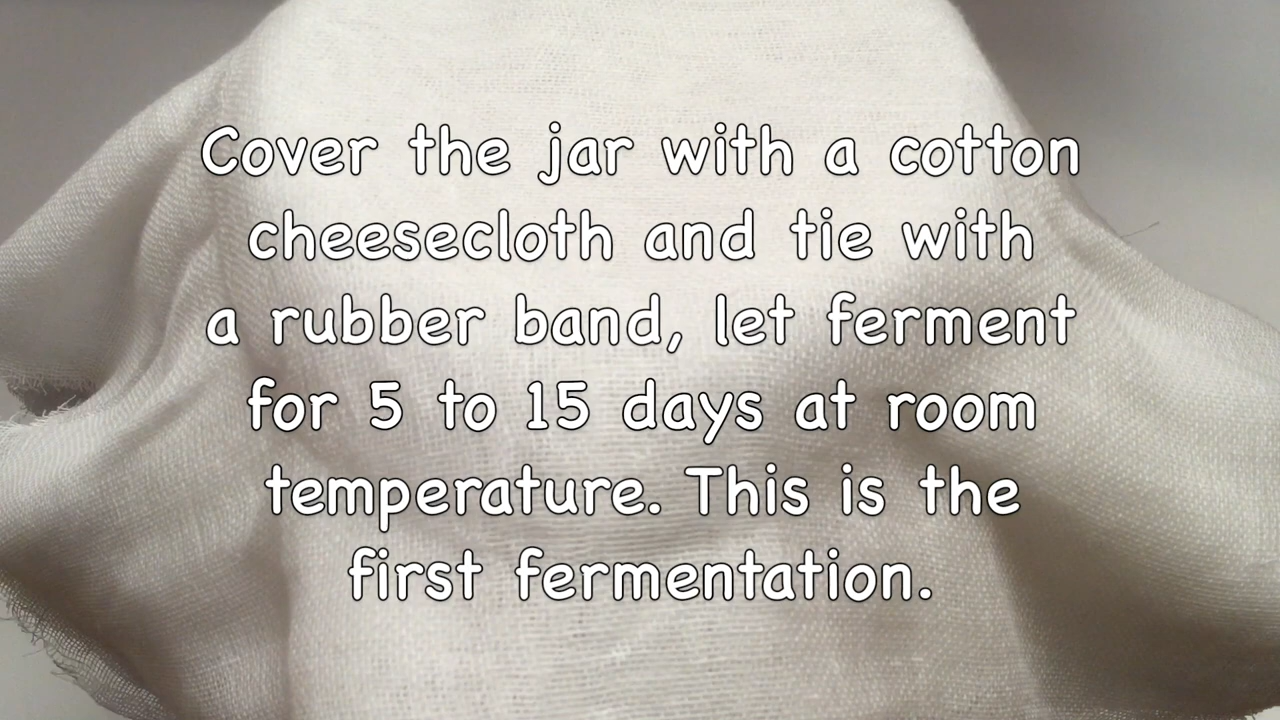 Cover the jar with a cotton
cheesecloth and tie with
a rubber band, let ferment
for 5 to 15 days at room
temperature. This is the
first fermentation.